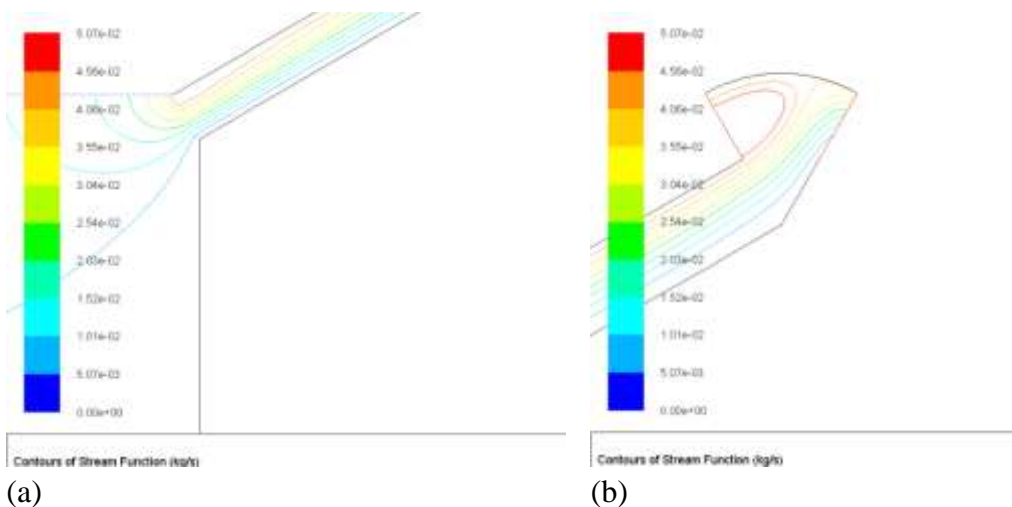 5.07e-02
4.56e-02
4.06e-02
3.55e-02
3.04e-02
2.54e-02
2.03e-02
1.52e-02
1.01e-02
5.07e-03
0.00e+00
Contours of Stream Function (kg/s)
(a)
5.07e-02
4.56e-02
4.06e-02
3.55e-02
3.04e-02
2.54e-02
2.03e-02
1.52e-02
1.01e-02
5.07e-03
0.00e+00
Contours of Stream Function (kg/s)
(b)